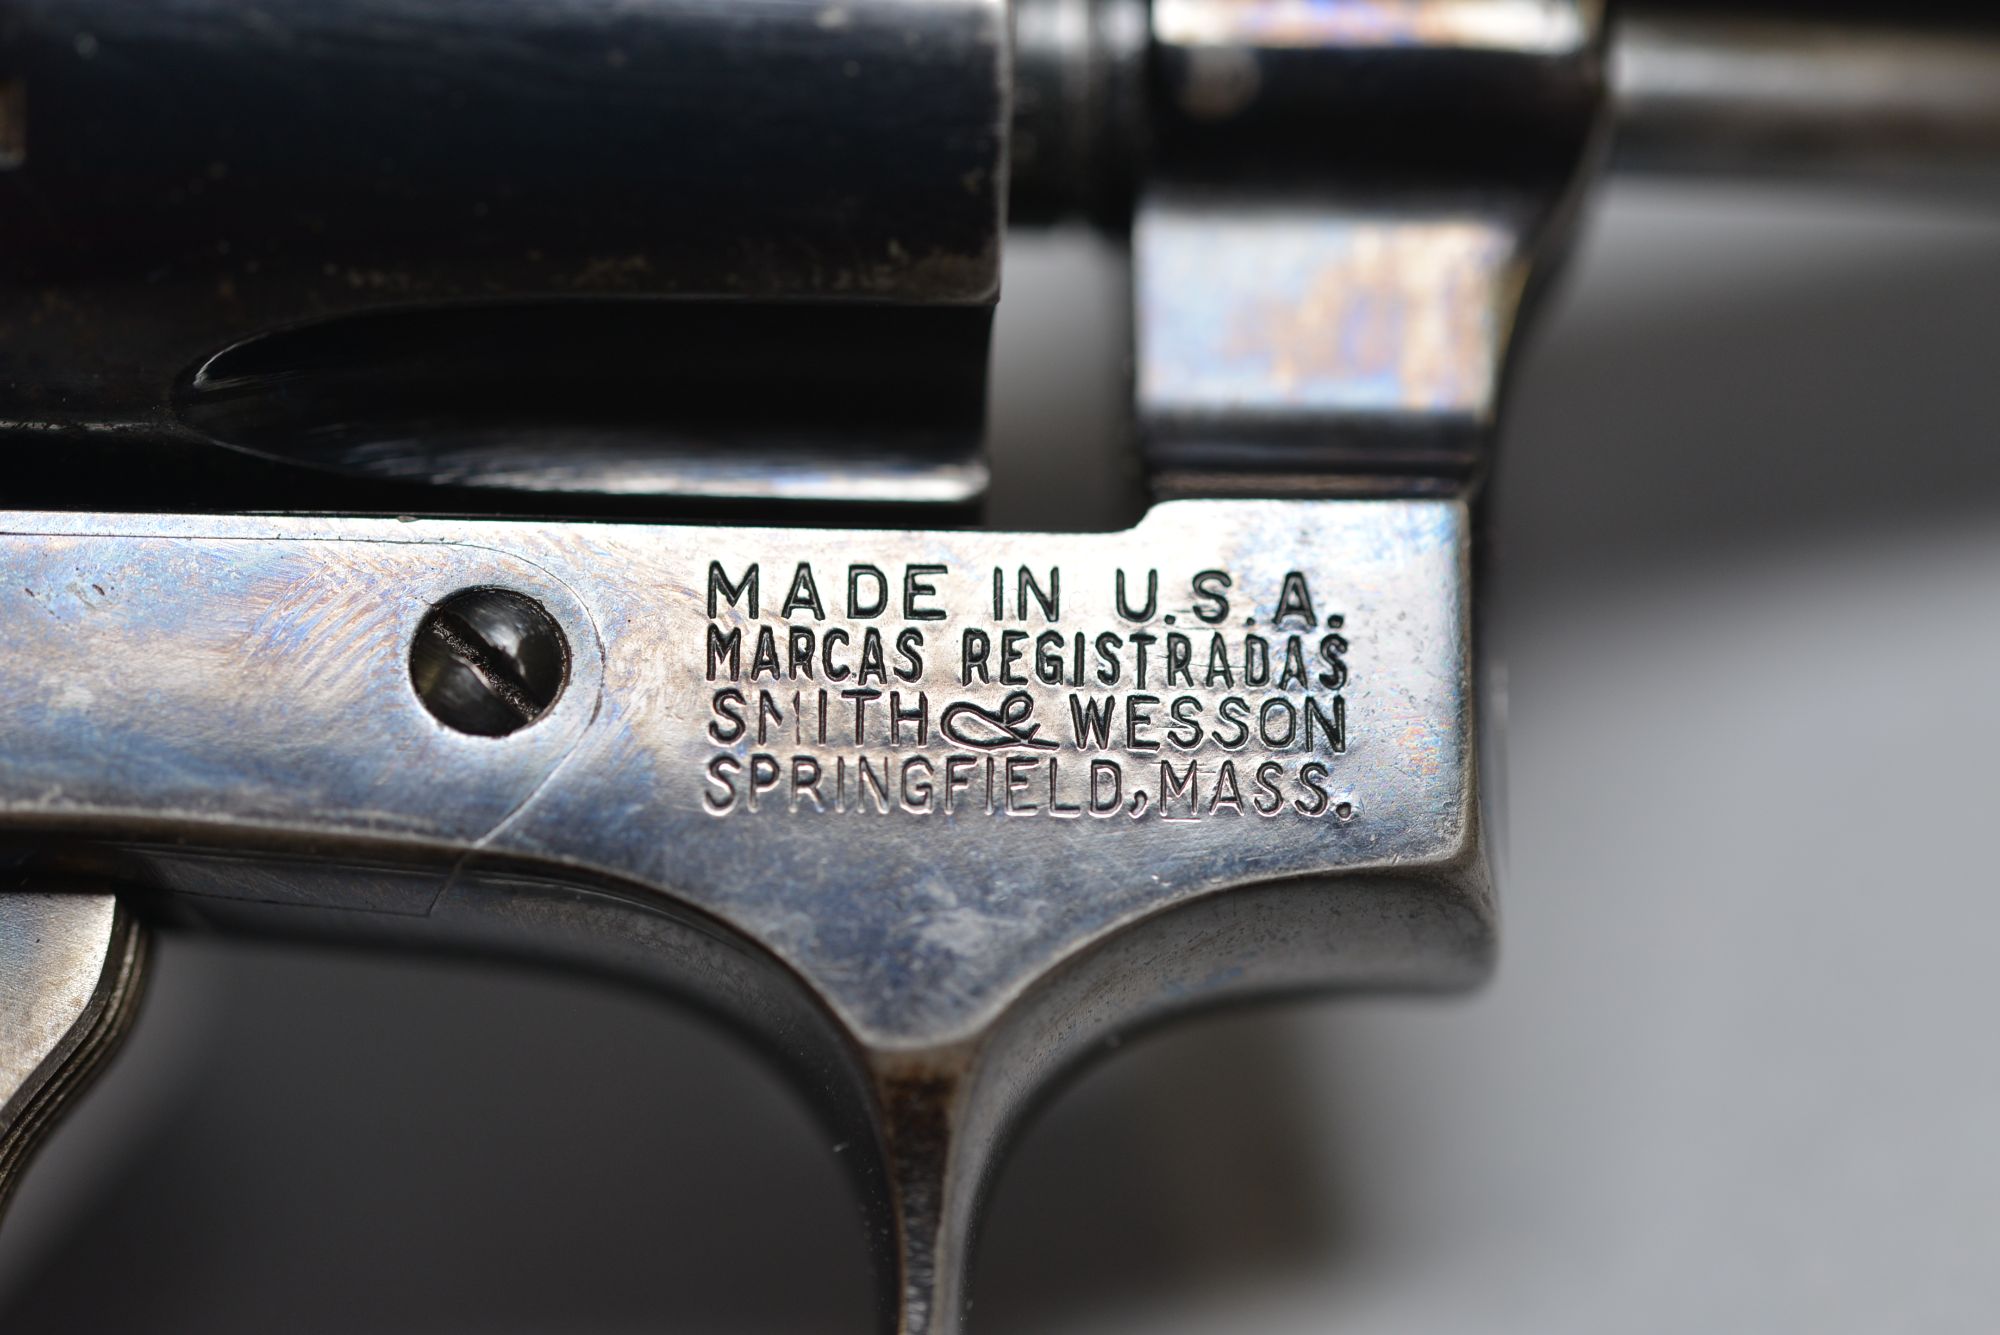 MADE IN U.S.A.
MARCAS REGISTRADAS
SMITH & WESSON
SPRINGFIELD, MASS.